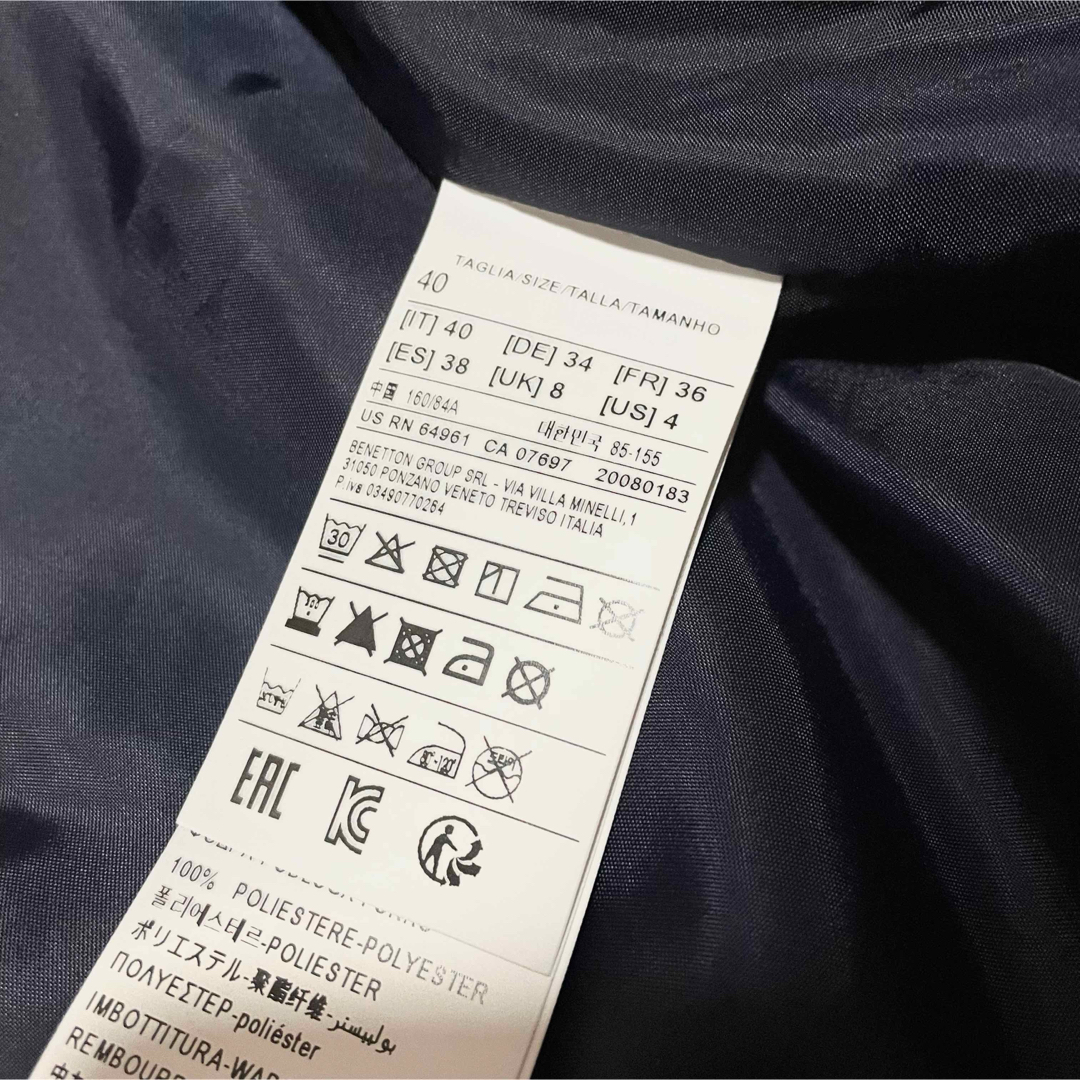 TAGLIA/SIZE/TALLA/TAMANHO
40
[IT] 40 [DE] 34 [FR] 36
[ES] 38 [UK] 8 [US] 4
中国 160/84A 대한민국 85-155
US RN 64961 CA 07697 20080183
BENETTON GROUP SRL - VIA VILLA MINELLI,1
31050 PONZANO VENETO TREVISO ITALIA
P.iva 03490770264
30
EAC
100% POLIESTERE-POLYESTER
폴리에스테르-POLIESTER
ポリエステル-聚酯纤维-بوليستر
ΠΟΛΥΕΣΤΕΡ-poliéster
IMBOTTITURA-